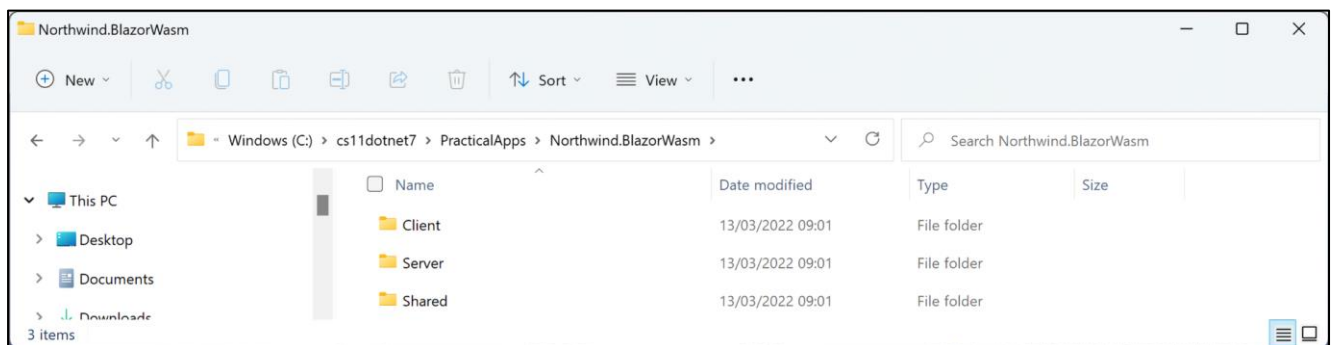 Northwind.BlazorWasm
New Sort View
Windows (C:) › cs11dotnet7 › PracticalApps › Northwind.BlazorWasm › Search Northwind.BlazorWasm
Name Date modified Type Size
This PC
Client 13/03/2022 09:01 File folder
Desktop
Server 13/03/2022 09:01 File folder
Documents
Shared 13/03/2022 09:01 File folder
Downloads
3 items